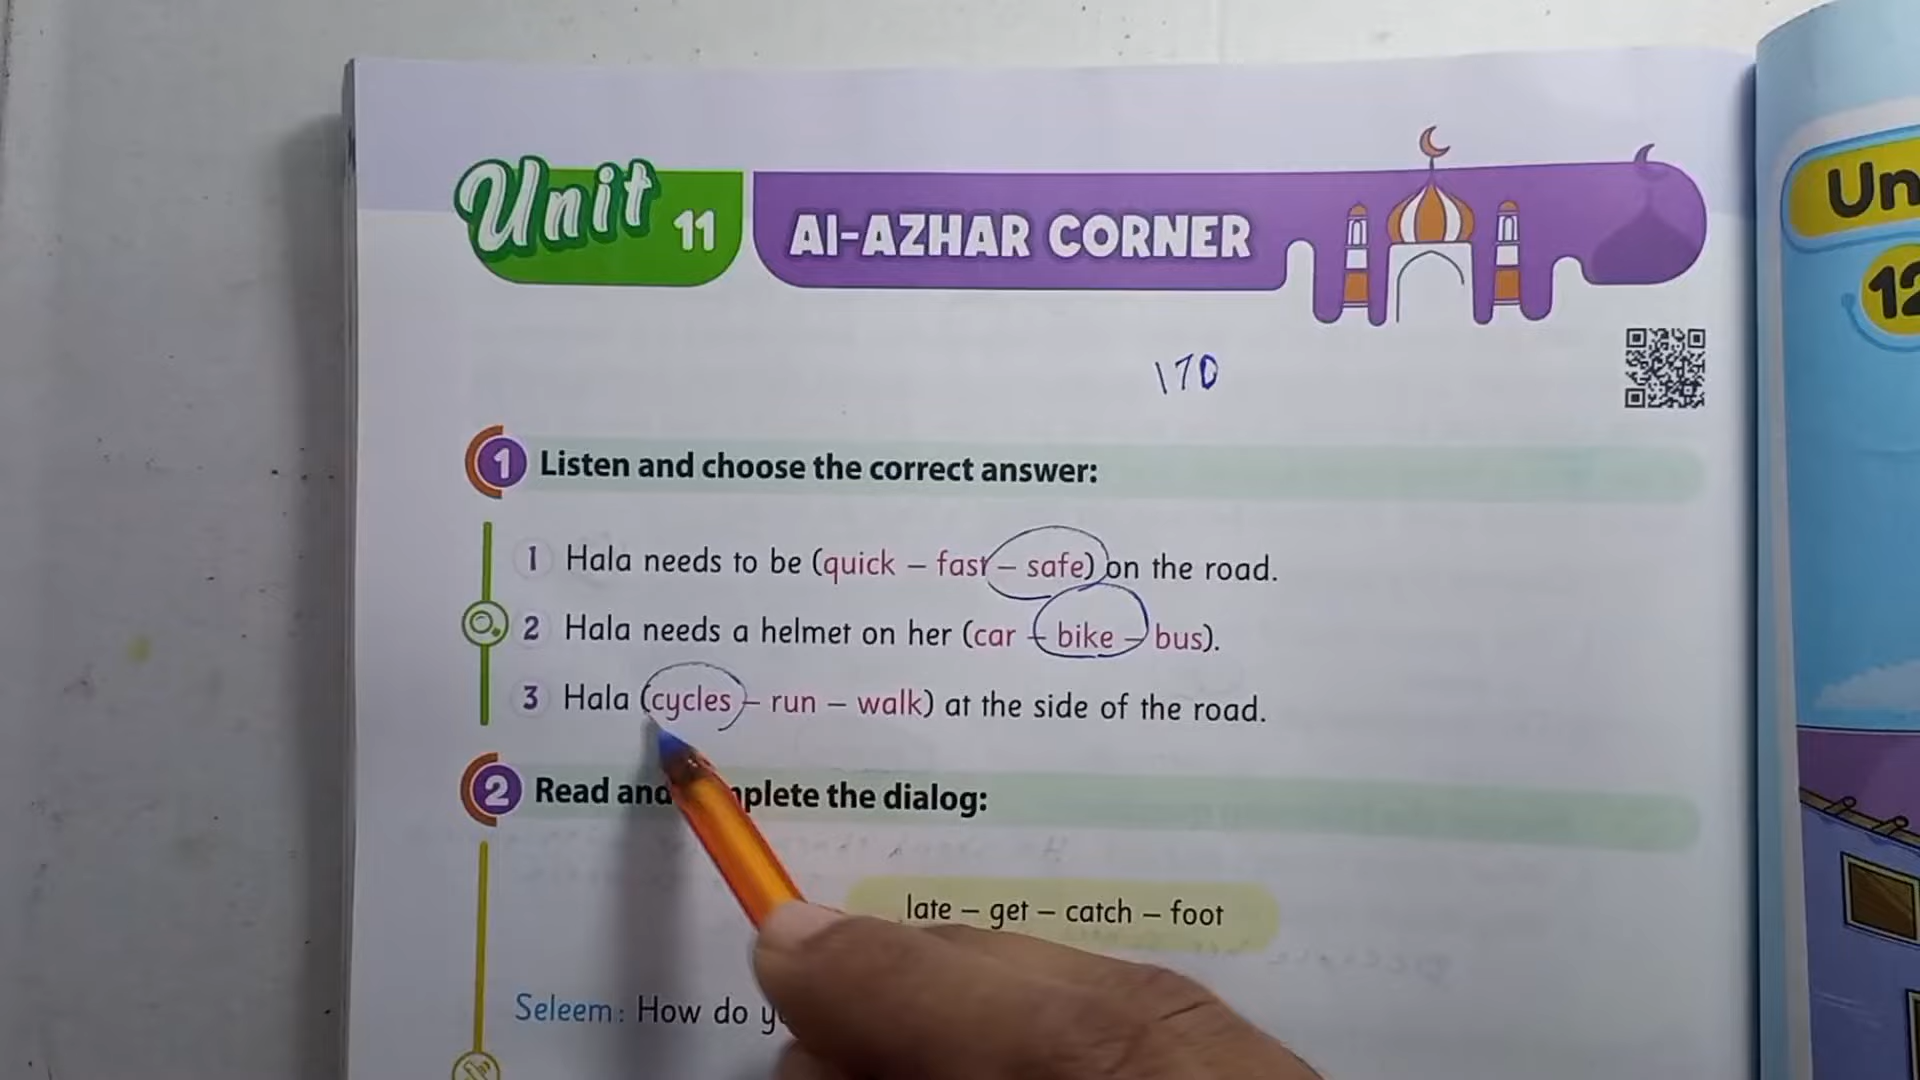 Unit 11 Al-AZHAR CORNER
Un
12
170
1 Listen and choose the correct answer:
1 Hala needs to be (quick – fast – safe) on the road.
2 Hala needs a helmet on her (car – bike – bus).
3 Hala (cycles – run – walk) at the side of the road.
2 Read and plete the dialog:
late – get – catch – foot
Seleem: How do y